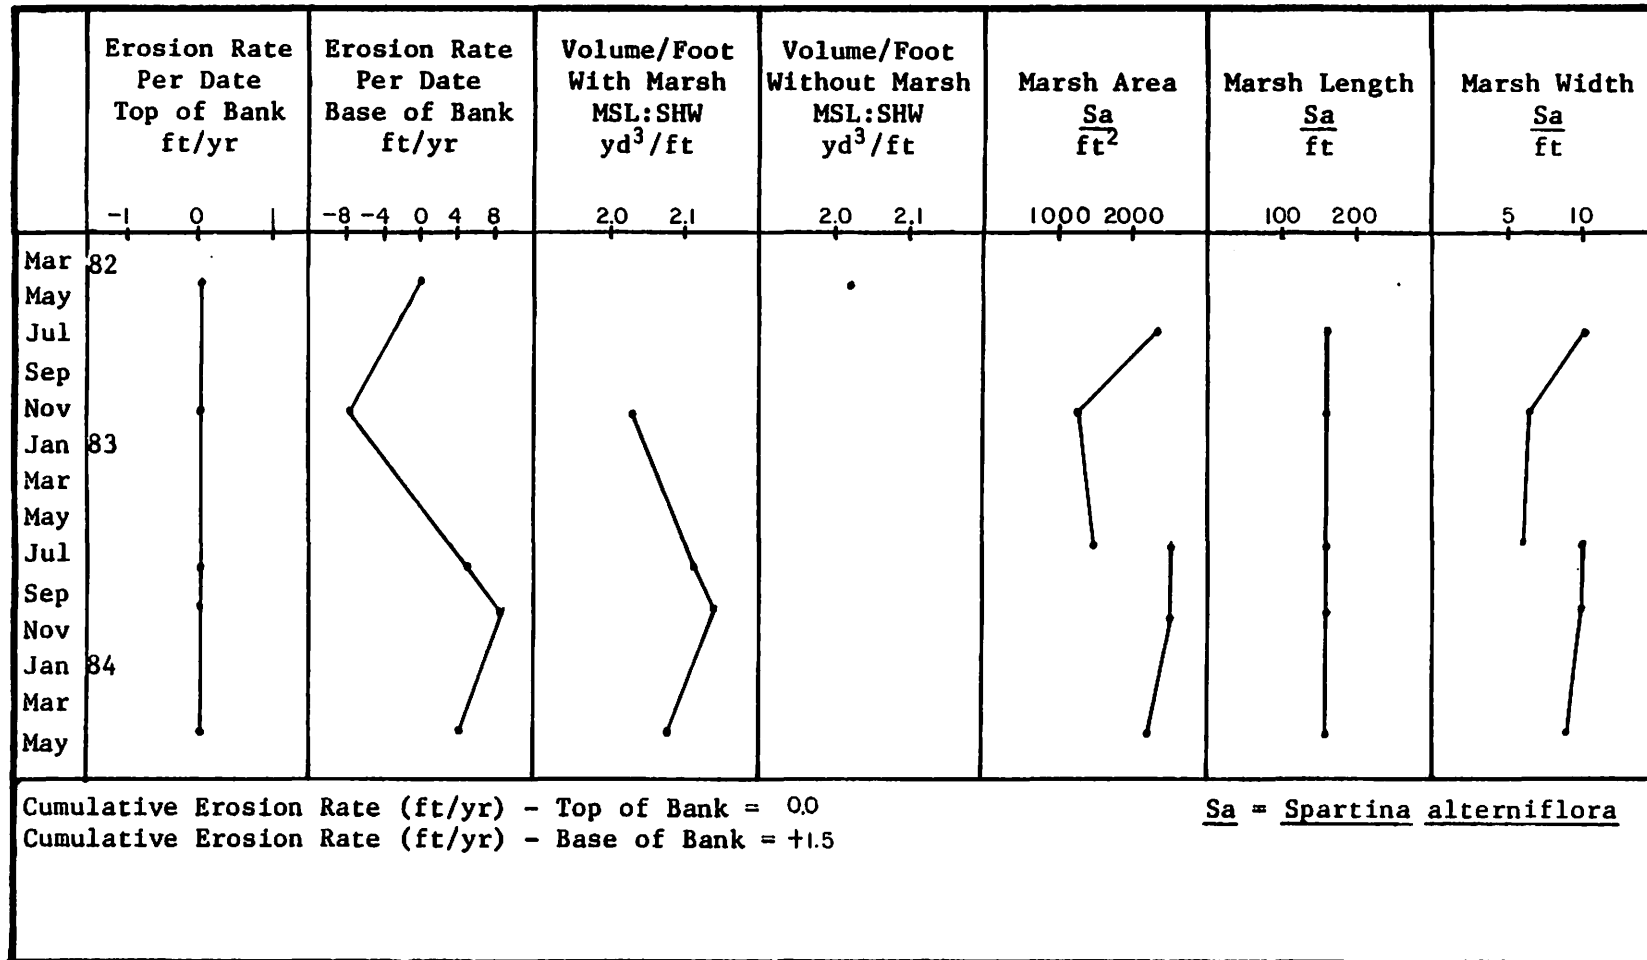 Erosion Rate
Per Date
Top of Bank
ft/yr
Erosion Rate
Per Date
Base of Bank
ft/yr
Volume/Foot
With Marsh
MSL:SHW
yd³/ft
Volume/Foot
Without Marsh
MSL:SHW
yd³/ft
Marsh Area
Sa
ft²
Marsh Length
Sa
ft
Marsh Width
Sa
ft
-1 0 1
-8 -4 0 4 8
2.0 2.1
2.0 2.1
1000 2000
100 200
5 10
Mar 82
May
Jul
Sep
Nov
Jan 83
Mar
May
Jul
Sep
Nov
Jan 84
Mar
May
Cumulative Erosion Rate (ft/yr) - Top of Bank = 0.0
Cumulative Erosion Rate (ft/yr) - Base of Bank = +1.5
Sa = Spartina alterniflora